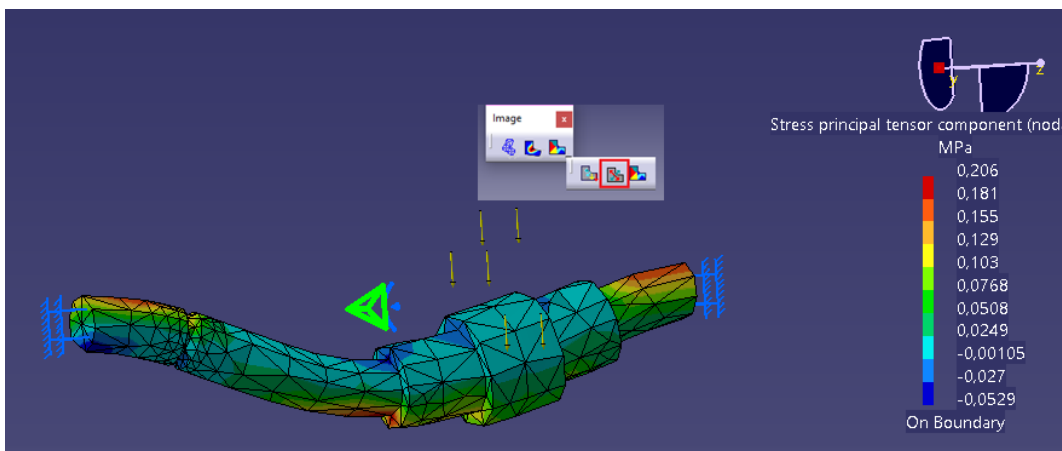 Image
x
y
z
Stress principal tensor component (nod
MPa
0,206
0,181
0,155
0,129
0,103
0,0768
0,0508
0,0249
-0,00105
-0,027
-0,0529
On Boundary